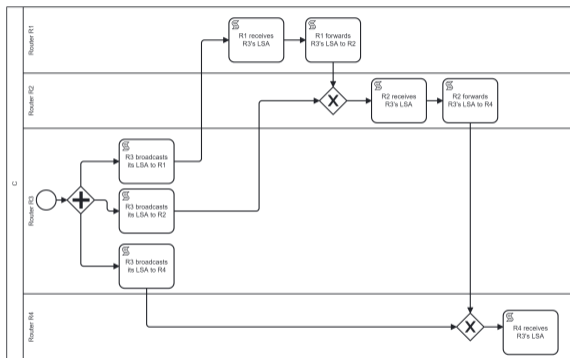 C
Router R1
R1 receives
R3's LSA
R1 forwards
R3's LSA to R2
Router R2
R2 receives
R3's LSA
R2 forwards
R3's LSA to R4
Router R3
R3 broadcasts
its LSA to R1
R3 broadcasts
its LSA to R2
R3 broadcasts
its LSA to R4
Router R4
R4 receives
R3's LSA